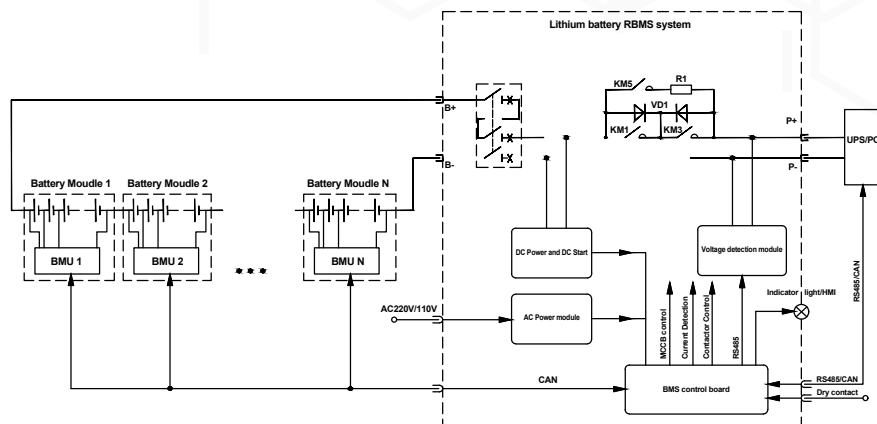 Lithium battery RBMS system
KM5
R1
VD1
KM1
KM3
B+
P+
UPS/PC
B-
P-
Battery Moudle 1
Battery Moudle 2
Battery Moudle N
BMU 1
BMU 2
BMU N
DC Power and DC Start
Voltage detection module
AC220V/110V
AC Power module
MCCB control
Current Detection
Contactor Control
RS485
Indicator light/HMI
RS485/CAN
CAN
BMS control board
RS485/CAN
Dry contact